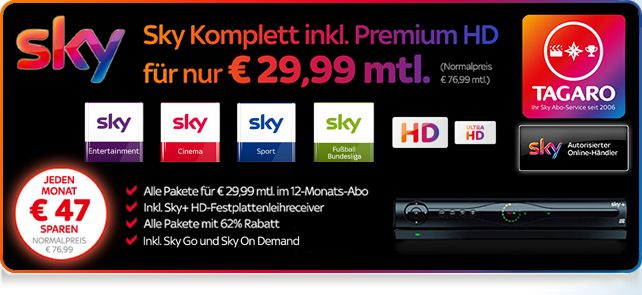 sky
Sky Komplett inkl. Premium HD
für nur € 29,99 mtl.
(Normalpreis
€ 76,99 mtl.)
TAGARO
Ihr Sky Abo-Service seit 2006
sky
Entertainment
sky
Cinema
sky
Sport
sky
Fußball
Bundesliga
HD
ULTRA
HD
sky
Autorisierter
Online-Händler
JEDEN
MONAT
€ 47
SPAREN
NORMALPREIS
€ 76,99
Alle Pakete für € 29,99 mtl. im 12-Monats-Abo
Inkl. Sky+ HD-Festplattenleihreceiver
Alle Pakete mit 62% Rabatt
Inkl. Sky Go und Sky On Demand
sky+